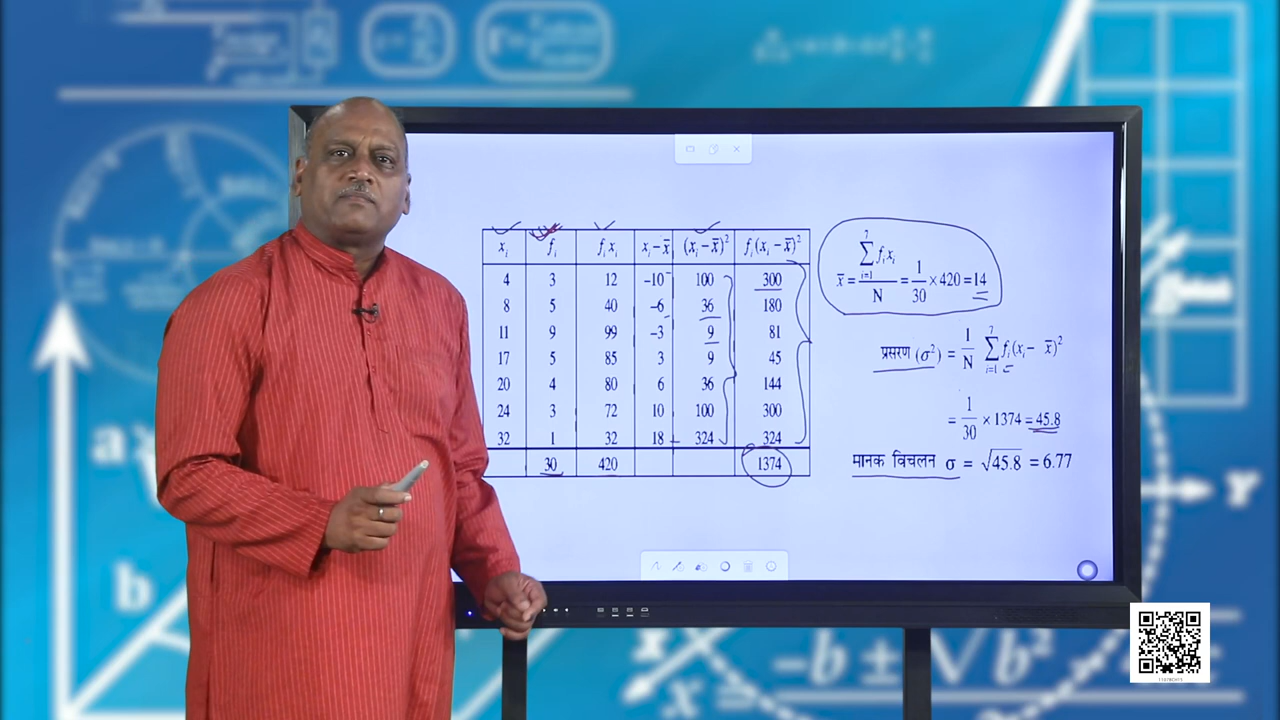 xᵢ fᵢ fᵢxᵢ xᵢ–x̄ (xᵢ–x̄)² fᵢ(xᵢ–x̄)²
4 3 12 –10 100 300
8 5 40 –6 36 180
11 9 99 –3 9 81
17 5 85 3 9 45
20 4 80 6 36 144
24 3 72 10 100 300
32 1 32 18 324 324
30 420 1374
x̄ = ∑ᵢ₌₁⁷ fᵢxᵢ / N = 1/30 × 420 = 14
प्रसरण (σ²) = 1/N ∑ᵢ₌₁⁷ fᵢ(xᵢ – x̄)²
= 1/30 × 1374 = 45.8
मानक विचलन σ = √45.8 = 6.77
a
b
Y
x = –b ± √b²